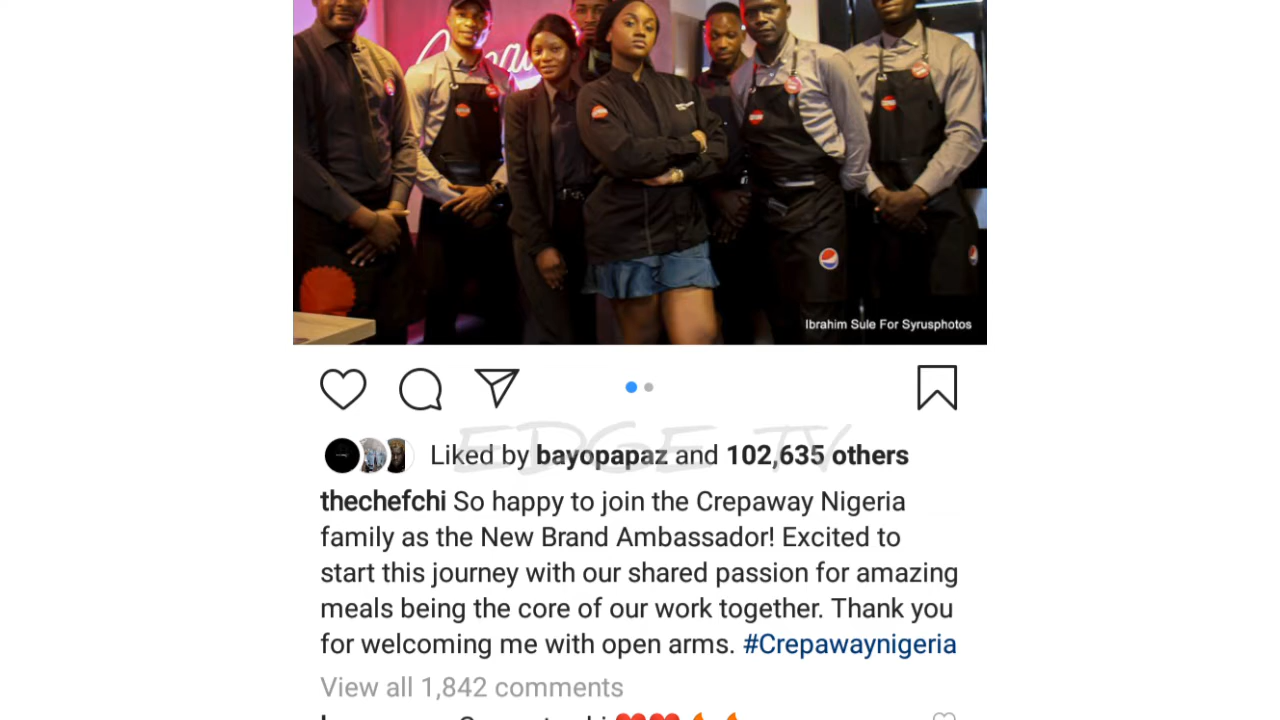 Ibrahim Sule For Syrusphotos
EDGE TV
Liked by bayopapaz and 102,635 others
thechefchi So happy to join the Crepaway Nigeria
family as the New Brand Ambassador! Excited to
start this journey with our shared passion for amazing
meals being the core of our work together. Thank you
for welcoming me with open arms. #Crepawaynigeria
View all 1,842 comments